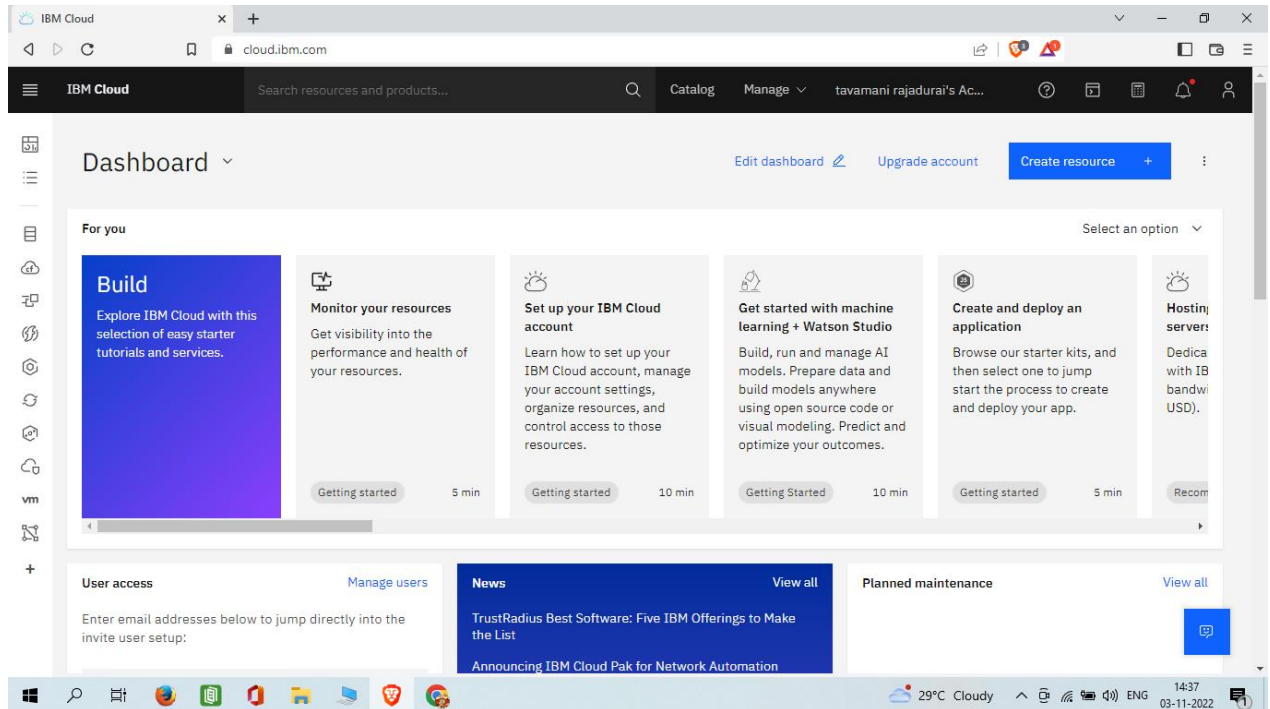 IBM Cloud
cloud.ibm.com
IBM Cloud
Search resources and products...
Catalog
Manage
tavamani rajadurai's Ac...
Dashboard
Edit dashboard
Upgrade account
Create resource +
For you
Select an option
Build
Explore IBM Cloud with this
selection of easy starter
tutorials and services.
Monitor your resources
Get visibility into the
performance and health of
your resources.
Getting started
5 min
Set up your IBM Cloud
account
Learn how to set up your
IBM Cloud account, manage
your account settings,
organize resources, and
control access to those
resources.
Getting started
10 min
Get started with machine
learning + Watson Studio
Build, run and manage AI
models. Prepare data and
build models anywhere
using open source code or
visual modeling. Predict and
optimize your outcomes.
Getting Started
10 min
Create and deploy an
application
Browse our starter kits, and
then select one to jump
start the process to create
and deploy your app.
Getting started
5 min
Hosting
servers
Dedica
with IB
bandwi
USD).
Recom
vm
User access
Manage users
Enter email addresses below to jump directly into the
invite user setup:
News
View all
TrustRadius Best Software: Five IBM Offerings to Make
the List
Announcing IBM Cloud Pak for Network Automation
Planned maintenance
View all
29°C Cloudy
ENG
14:37
03-11-2022